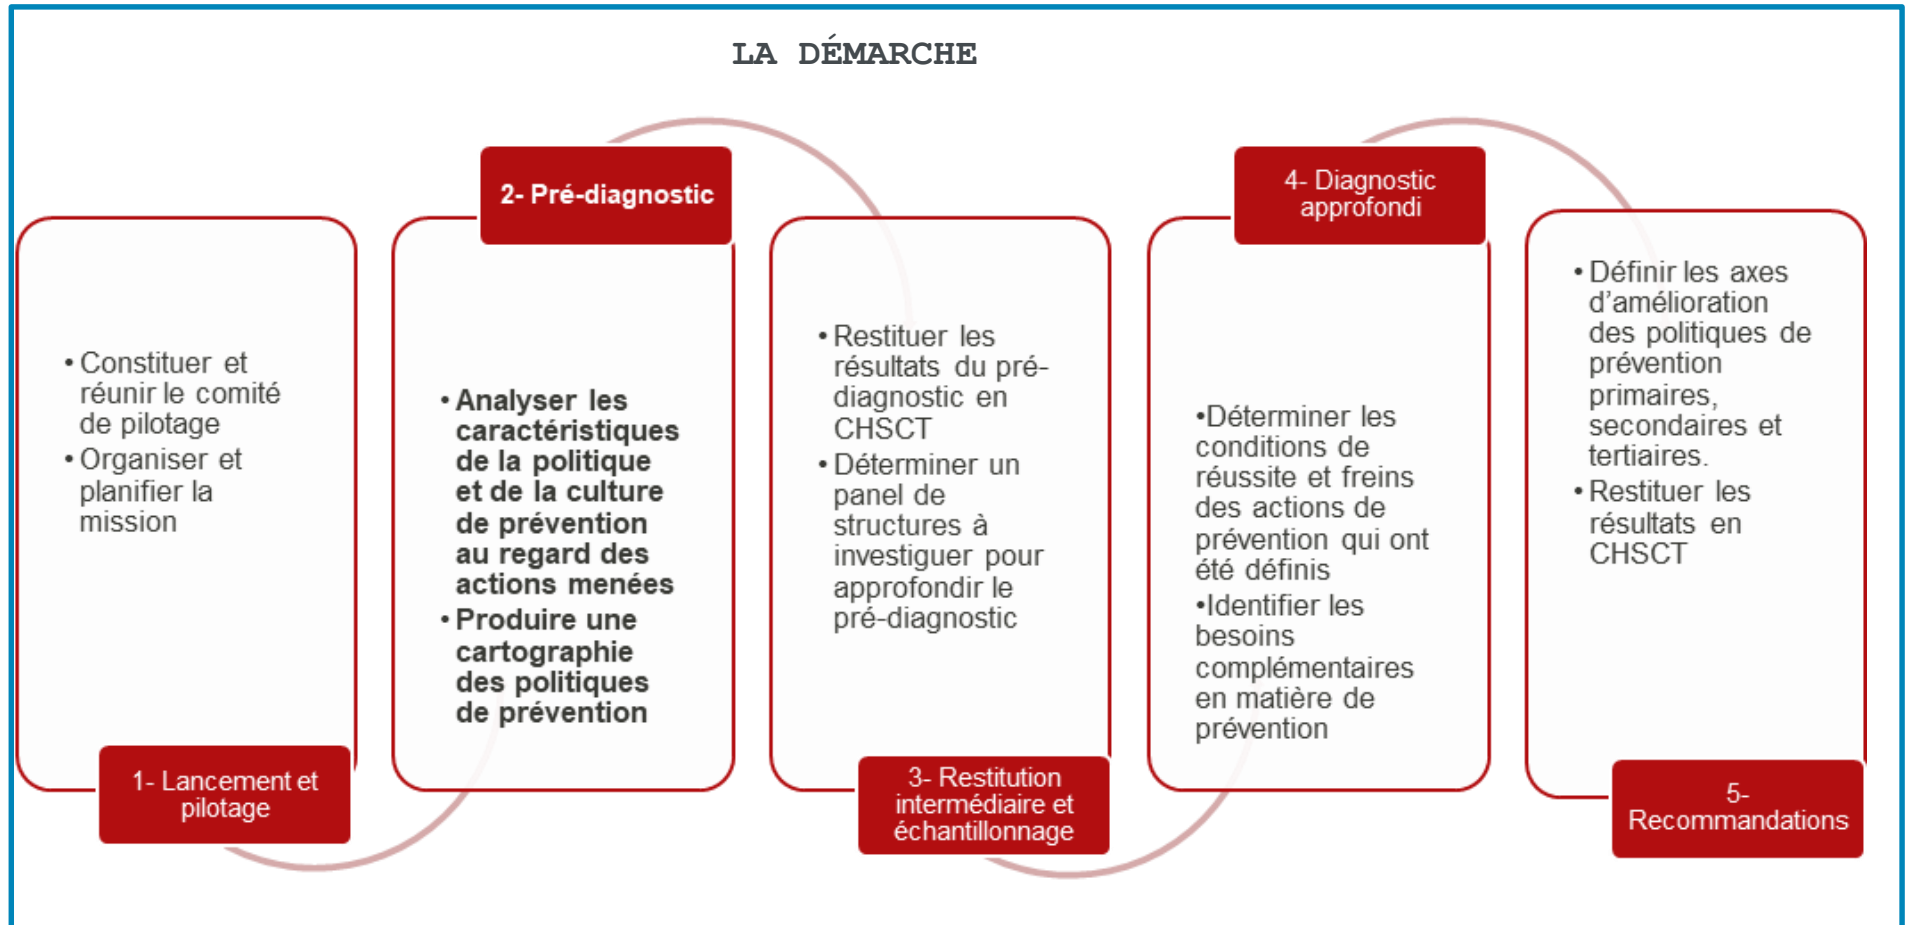 LA DÉMARCHE
• Constituer et
réunir le comité
de pilotage
• Organiser et
planifier la
mission
1- Lancement et
pilotage
2- Pré-diagnostic
• Analyser les
caractéristiques
de la politique
et de la culture
de prévention
au regard des
actions menées
• Produire une
cartographie
des politiques
de prévention
• Restituer les
résultats du pré-
diagnostic en
CHSCT
• Déterminer un
panel de
structures à
investiguer pour
approfondir le
pré-diagnostic
3- Restitution
intermédiaire et
échantillonnage
4- Diagnostic
approfondi
•Déterminer les
conditions de
réussite et freins
des actions de
prévention qui ont
été définis
•Identifier les
besoins
complémentaires
en matière de
prévention
• Définir les axes
d’amélioration
des politiques de
prévention
primaires,
secondaires et
tertiaires.
• Restituer les
résultats en
CHSCT
5-
Recommandations